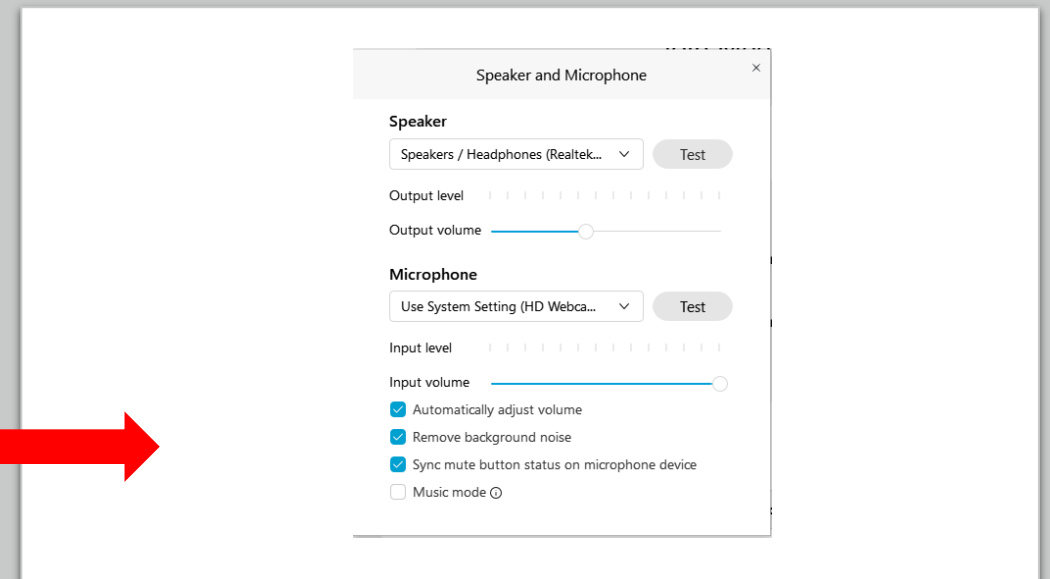 Speaker and Microphone
Speaker
Speakers / Headphones (Realtek...
Test
Output level
Output volume
Microphone
Use System Setting (HD Webca...
Test
Input level
Input volume
Automatically adjust volume
Remove background noise
Sync mute button status on microphone device
Music mode